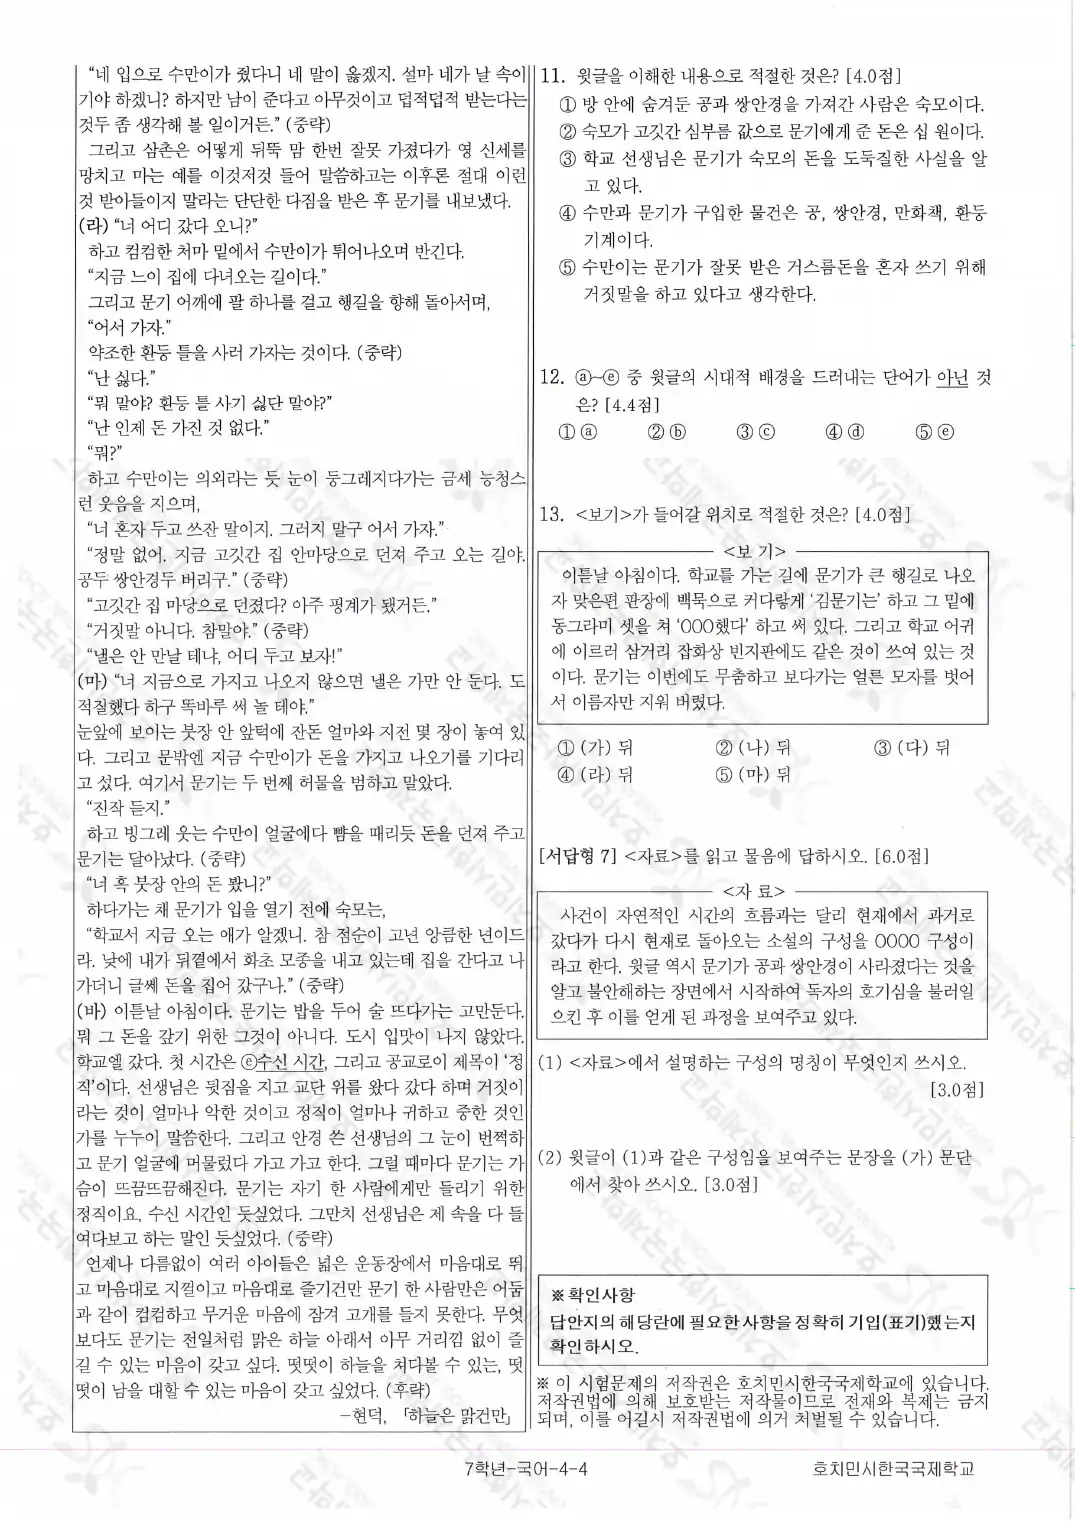 “네 입으로 수만이가 줬다니 네 말이 옳겠지. 설마 네가 날 속이
기야 하겠니? 하지만 남이 준다고 아무것이고 덥적덥적 받는다는
것두 좀 생각해 볼 일이거든.” (중략)
그리고 삼촌은 어떻게 뒤뚝 맘 한번 잘못 가졌다가 영 신세를
망치고 마는 예를 이것저것 들어 말씀하고는 이후론 절대 이런
것 받아들이지 말라는 단단한 다짐을 받은 후 문기를 내보냈다.
(라) “너 어디 갔다 오니?”
하고 컴컴한 처마 밑에서 수만이가 튀어나오며 반긴다.
“지금 느이 집에 다녀오는 길이다.”
그리고 문기 어깨에 팔 하나를 걸고 행길을 향해 돌아서며,
“어서 가자.”
약조한 환등 틀을 사러 가자는 것이다. (중략)
“난 싫다.”
“뭐 말야? 환등 틀 사기 싫단 말야?”
“난 인제 돈 가진 것 없다.”
“뭐?”
하고 수만이는 의외라는 듯 눈이 둥그레지다가는 금세 능청스
런 웃음을 지으며,
“너 혼자 두고 쓰잔 말이지. 그러지 말구 어서 가자.”
“정말 없어. 지금 고깃간 집 안마당으로 던져 주고 오는 길야.
공두 쌍안경두 버리구.” (중략)
“고깃간 집 마당으로 던졌다? 아주 핑계가 됐거든.”
“거짓말 아니다. 참말야.” (중략)
“낼은 안 만날 테냐, 어디 두고 보자!”
(마) “너 지금으로 가지고 나오지 않으면 낼은 가만 안 둔다. 도
적질했다 하구 똑바루 써 놀 테야.”
눈앞에 보이는 붓장 안 앞턱에 잔돈 얼마와 지전 몇 장이 놓여 있
다. 그리고 문밖엔 지금 수만이가 돈을 가지고 나오기를 기다리
고 섰다. 여기서 문기는 두 번째 허물을 범하고 말았다.
“진작 듣지.”
하고 빙그레 웃는 수만이 얼굴에다 뺨을 때리듯 돈을 던져 주고
문기는 달아났다. (중략)
“너 혹 붓장 안의 돈 봤니?”
하다가는 채 문기가 입을 열기 전에 숙모는,
“학교서 지금 오는 애가 알겠니. 참 점순이 고년 앙큼한 년이드
라. 낮에 내가 뒤꼍에서 화초 모종을 내고 있는데 집을 간다고 나
가더니 글쎄 돈을 집어 갔구나.” (중략)
(바) 이튿날 아침이다. 문기는 밥을 두어 술 뜨다가는 고만둔다.
뭐 그 돈을 갚기 위한 그것이 아니다. 도시 입맛이 나지 않았다.
학교엘 갔다. 첫 시간은 ⓔ수신 시간, 그리고 공교로이 제목이 ‘정
직’이다. 선생님은 뒷짐을 지고 교단 위를 왔다 갔다 하며 거짓이
라는 것이 얼마나 악한 것이고 정직이 얼마나 귀하고 중한 것인
가를 누누이 말씀한다. 그리고 안경 쓴 선생님의 그 눈이 번쩍하
고 문기 얼굴에 머물렀다 가고 가고 한다. 그럴 때마다 문기는 가
슴이 뜨끔뜨끔해진다. 문기는 자기 한 사람에게만 들리기 위한
정직이요, 수신 시간인 듯싶었다. 그만치 선생님은 제 속을 다 들
여다보고 하는 말인 듯싶었다. (중략)
언제나 다름없이 여러 아이들은 넓은 운동장에서 마음대로 뛰
고 마음대로 지껄이고 마음대로 즐기건만 문기 한 사람만은 어둠
과 같이 컴컴하고 무거운 마음에 잠겨 고개를 들지 못한다. 무엇
보다도 문기는 전일처럼 맑은 하늘 아래서 아무 거리낌 없이 즐
길 수 있는 마음이 갖고 싶다. 떳떳이 하늘을 쳐다볼 수 있는, 떳
떳이 남을 대할 수 있는 마음이 갖고 싶었다. (후략)
-현덕, 「하늘은 맑건만」
11. 윗글을 이해한 내용으로 적절한 것은? [4.0점]
① 방 안에 숨겨둔 공과 쌍안경을 가져간 사람은 숙모이다.
② 숙모가 고깃간 심부름 값으로 문기에게 준 돈은 십 원이다.
③ 학교 선생님은 문기가 숙모의 돈을 도둑질한 사실을 알
고 있다.
④ 수만과 문기가 구입한 물건은 공, 쌍안경, 만화책, 환등
기계이다.
⑤ 수만이는 문기가 잘못 받은 거스름돈을 혼자 쓰기 위해
거짓말을 하고 있다고 생각한다.
12. ⓐ~ⓔ 중 윗글의 시대적 배경을 드러내는 단어가 아닌 것
은? [4.4점]
① ⓐ ② ⓑ ③ ⓒ ④ ⓓ ⑤ ⓔ
13. <보기>가 들어갈 위치로 적절한 것은? [4.0점]
<보 기>
이튿날 아침이다. 학교를 가는 길에 문기가 큰 행길로 나오
자 맞은편 판장에 백묵으로 커다랗게 ‘김문기는’ 하고 그 밑에
동그라미 셋을 쳐 ‘OOO했다’ 하고 써 있다. 그리고 학교 어귀
에 이르러 삼거리 잡화상 빈지판에도 같은 것이 쓰여 있는 것
이다. 문기는 이번에도 무춤하고 보다가는 얼른 모자를 벗어
서 이름자만 지워 버렸다.
① (가) 뒤 ② (나) 뒤 ③ (다) 뒤
④ (라) 뒤 ⑤ (마) 뒤
[서답형 7] <자료>를 읽고 물음에 답하시오. [6.0점]
<자 료>
사건이 자연적인 시간의 흐름과는 달리 현재에서 과거로
갔다가 다시 현재로 돌아오는 소설의 구성을 OOOO 구성이
라고 한다. 윗글 역시 문기가 공과 쌍안경이 사라졌다는 것을
알고 불안해하는 장면에서 시작하여 독자의 호기심을 불러일
으킨 후 이를 얻게 된 과정을 보여주고 있다.
(1) <자료>에서 설명하는 구성의 명칭이 무엇인지 쓰시오.
[3.0점]
(2) 윗글이 (1)과 같은 구성임을 보여주는 문장을 (가) 문단
에서 찾아 쓰시오. [3.0점]
※ 확인사항
답안지의 해당란에 필요한 사항을 정확히 기입(표기)했는지
확인하시오.
※ 이 시험문제의 저작권은 호치민시한국국제학교에 있습니다.
저작권법에 의해 보호받는 저작물이므로 전재와 복제는 금지
되며, 이를 어길시 저작권법에 의거 처벌될 수 있습니다.
7학년-국어-4-4
호치민시한국국제학교